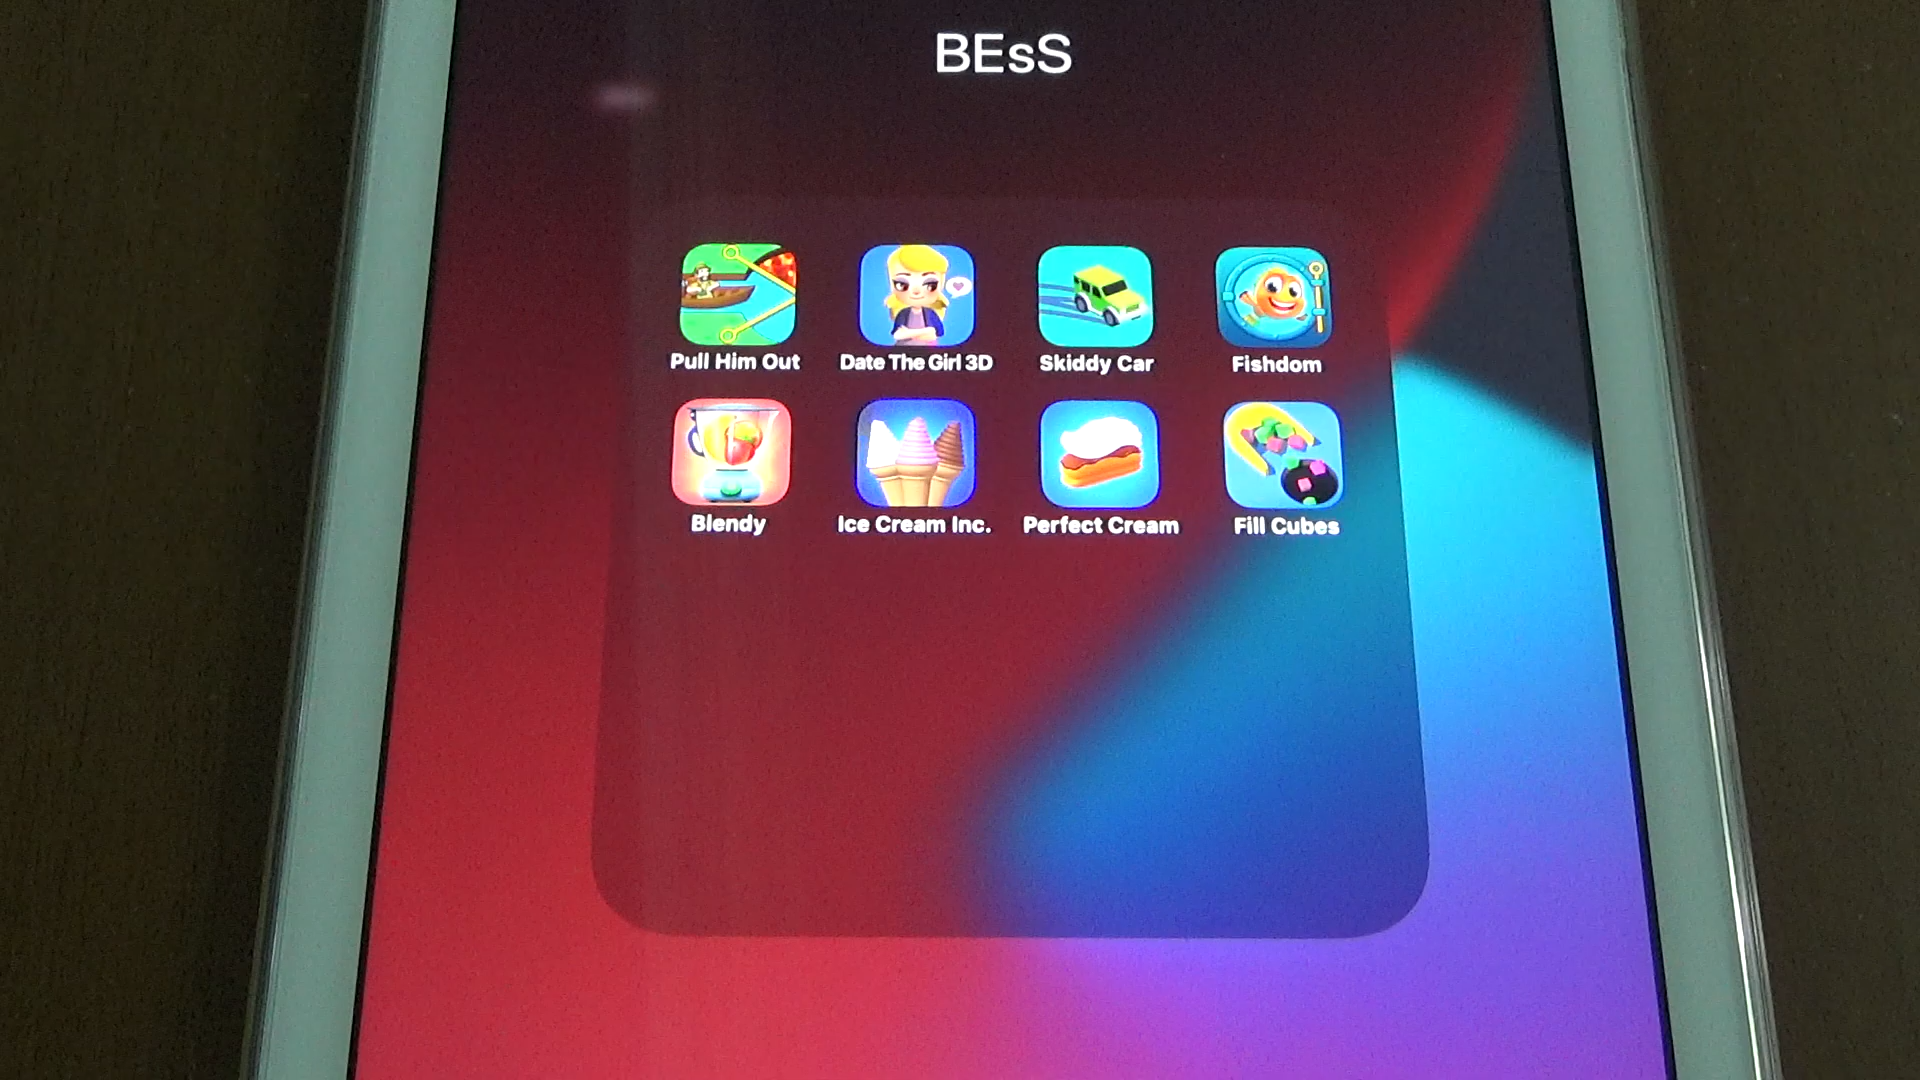 BEsS
Pull Him Out
Date The Girl 3D
Skiddy Car
Fishdom
Blendy
Ice Cream Inc.
Perfect Cream
Fill Cubes